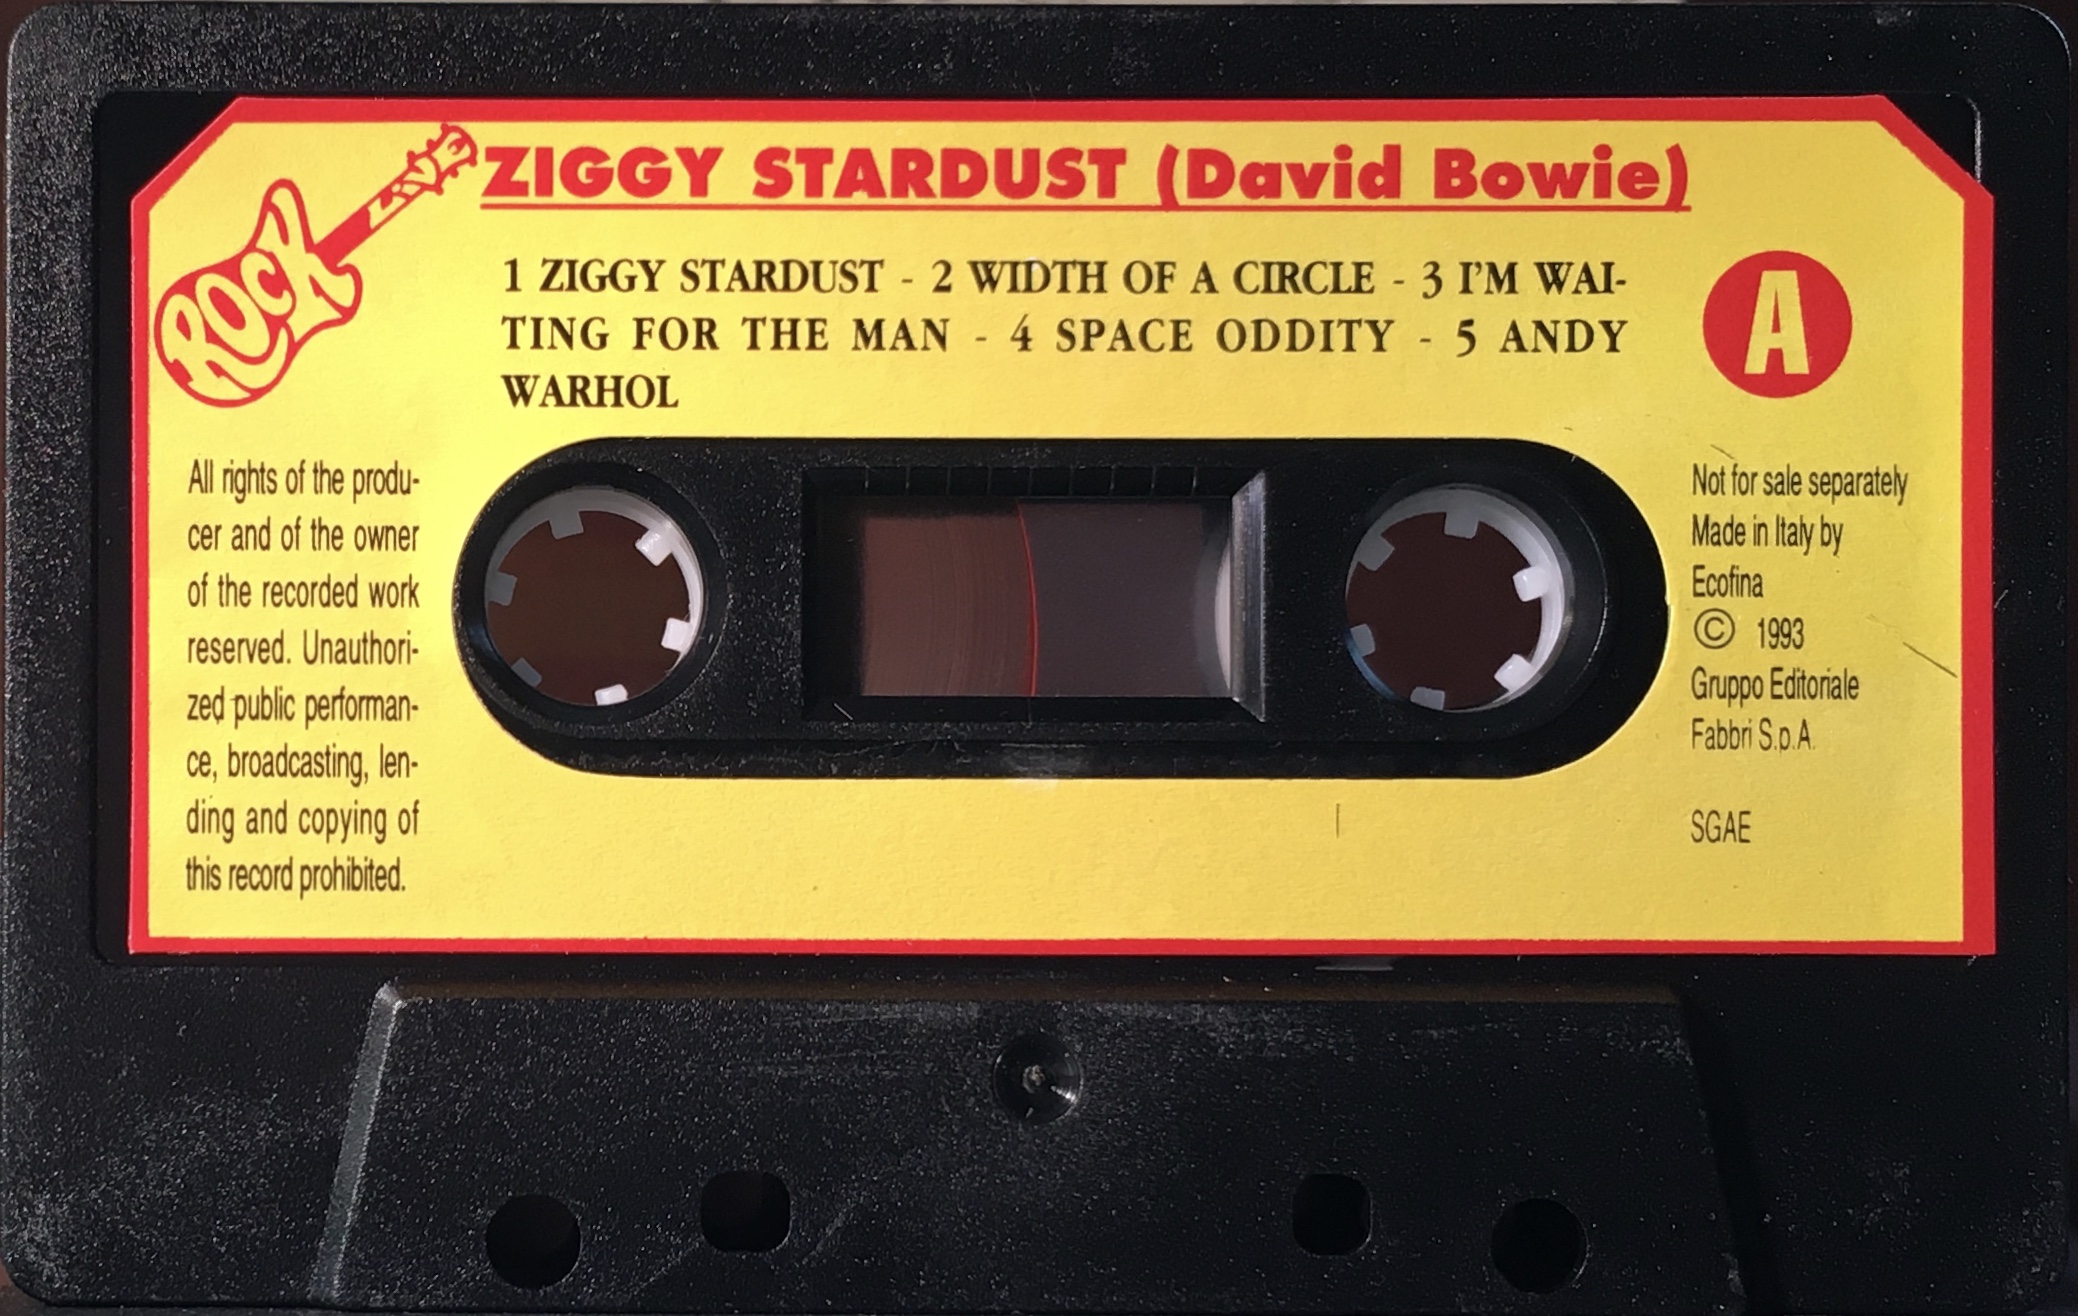 ROCK LIVE
ZIGGY STARDUST (David Bowie)
1 ZIGGY STARDUST - 2 WIDTH OF A CIRCLE - 3 I'M WAI-
TING FOR THE MAN - 4 SPACE ODDITY - 5 ANDY
WARHOL
A
All rights of the produ-
cer and of the owner
of the recorded work
reserved. Unauthori-
zed public performan-
ce, broadcasting, len-
ding and copying of
this record prohibited.
Not for sale separately
Made in Italy by
Ecofina
© 1993
Gruppo Editoriale
Fabbri S.p.A.
SGAE